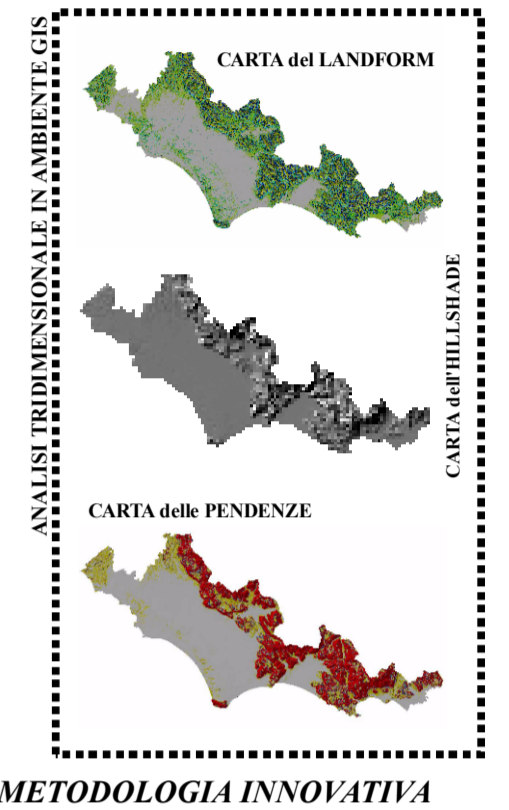 ANALISI TRIDIMENSIONALE IN AMBIENTE GIS
CARTA del LANDFORM
CARTA dell'HILLSHADE
CARTA delle PENDENZE
METODOLOGIA INNOVATIVA